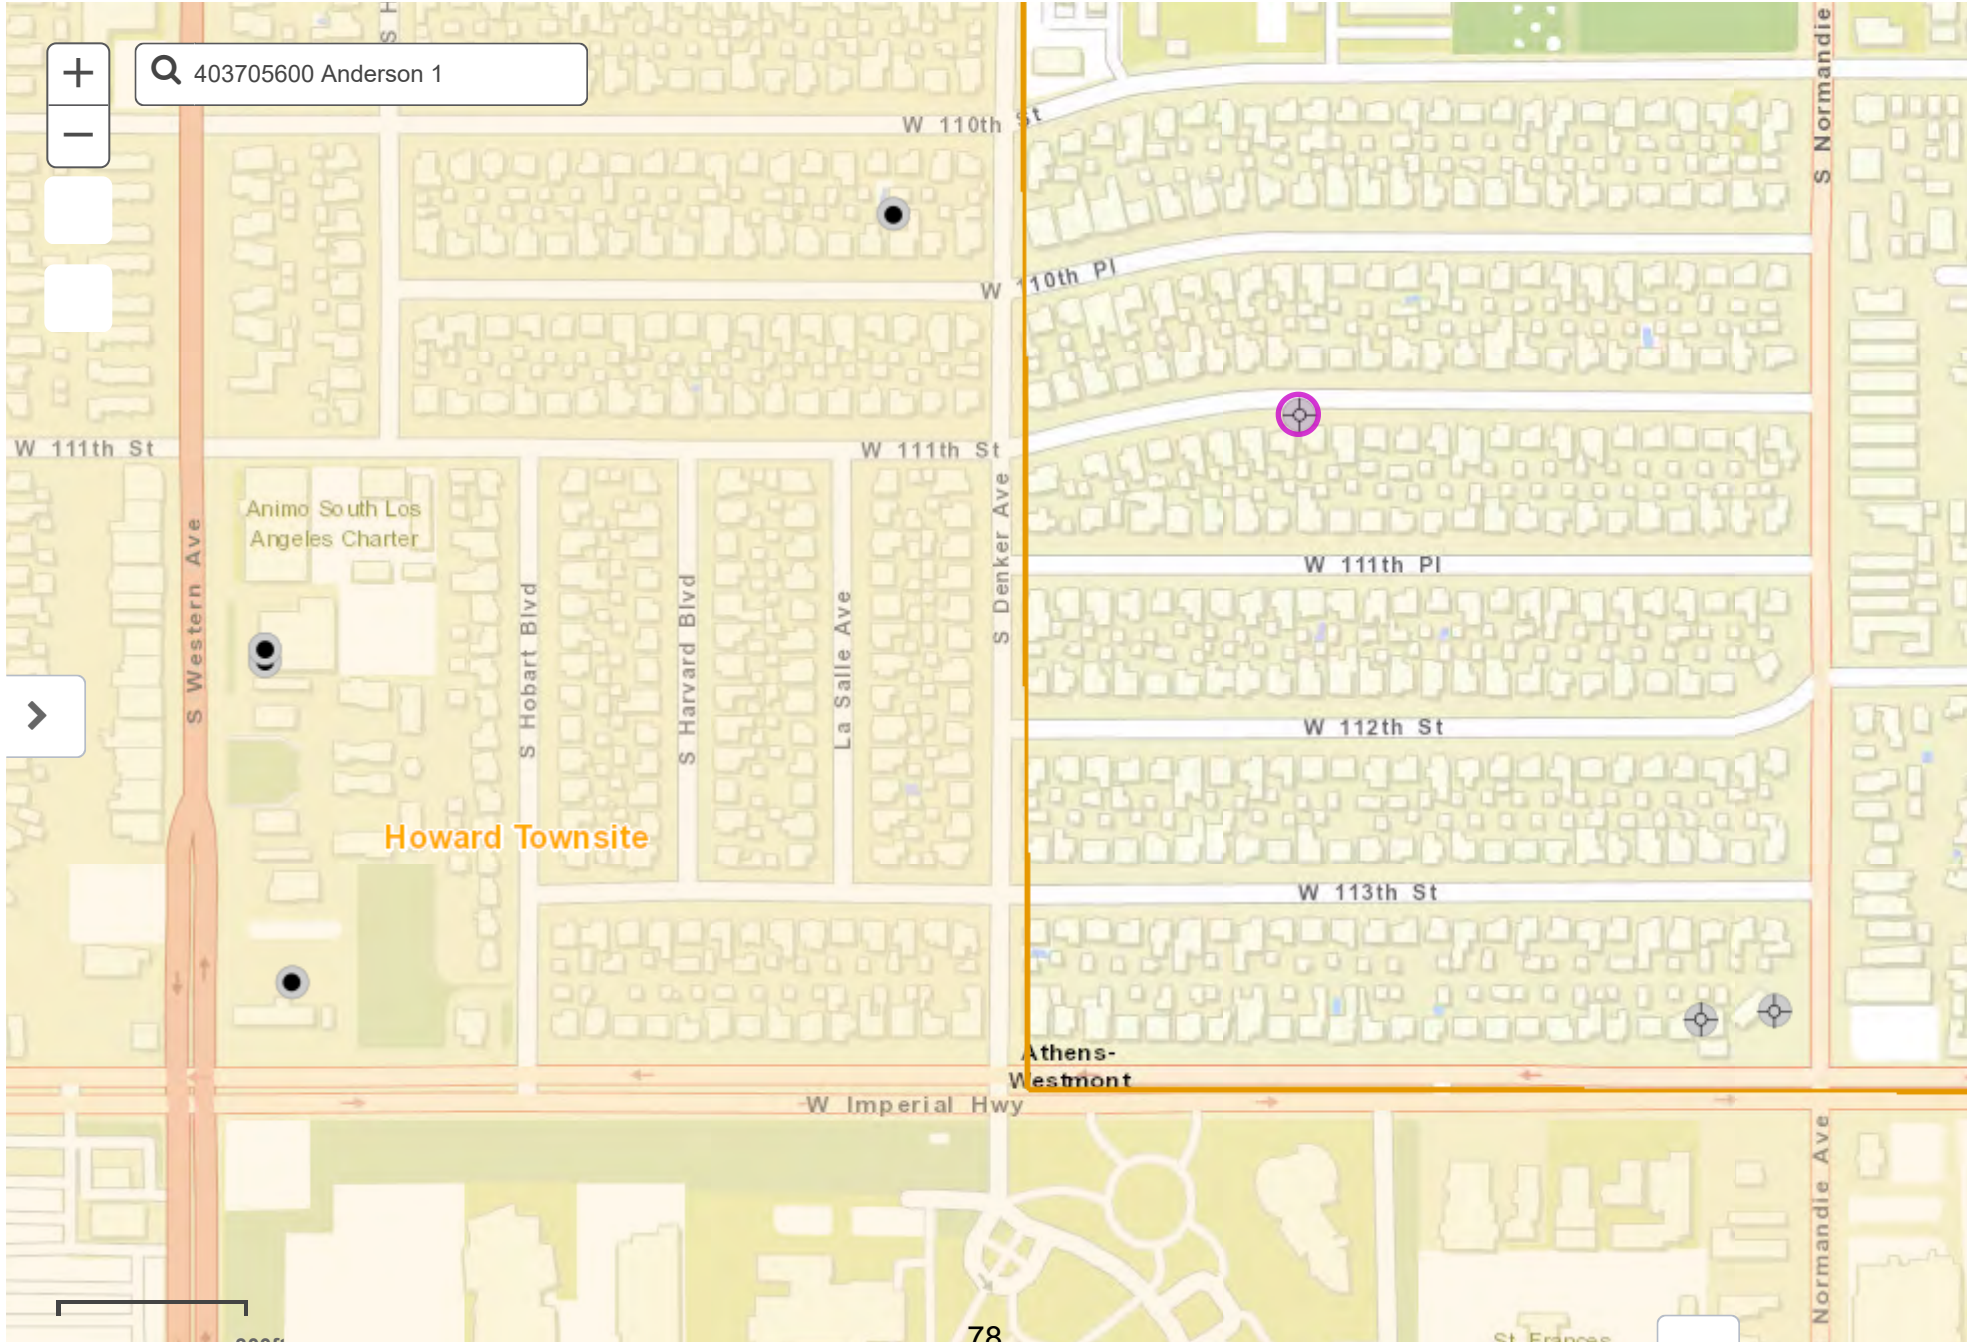 403705600 Anderson 1
S H
S Normandie
W 110th St
W 110th Pl
W 111th St
W 111th St
Animo South Los
Angeles Charter
S Western Ave
S Hobart Blvd
S Harvard Blvd
La Salle Ave
S Denker Ave
W 111th Pl
W 112th St
Howard Townsite
W 113th St
Athens-
Westmont
W Imperial Hwy
Normandie Ave
St. Frances
78